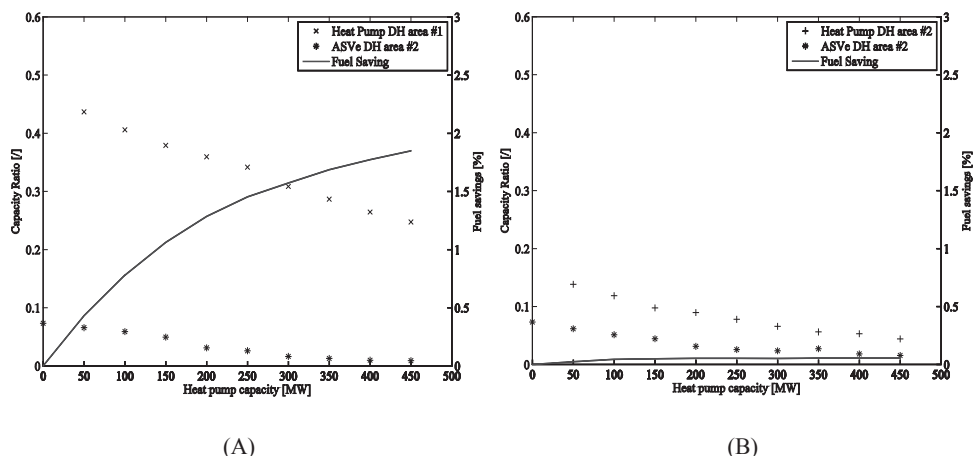 0.6
0.5
0.4
0.3
0.2
0.1
0
Capacity Ratio [/]
3
2.5
2
1.5
1
0.5
0
Fuel savings [%]
Heat Pump DH area #1
ASVe DH area #2
Fuel Saving
0 50 100 150 200 250 300 350 400 450 500
Heat pump capacity [MW]
(A)
0.6
0.5
0.4
0.3
0.2
0.1
0
Capacity Ratio [/]
3
2.5
2
1.5
1
0.5
0
Fuel savings [%]
Heat Pump DH area #2
ASVe DH area #2
Fuel Saving
0 50 100 150 200 250 300 350 400 450 500
Heat pump capacity [MW]
(B)